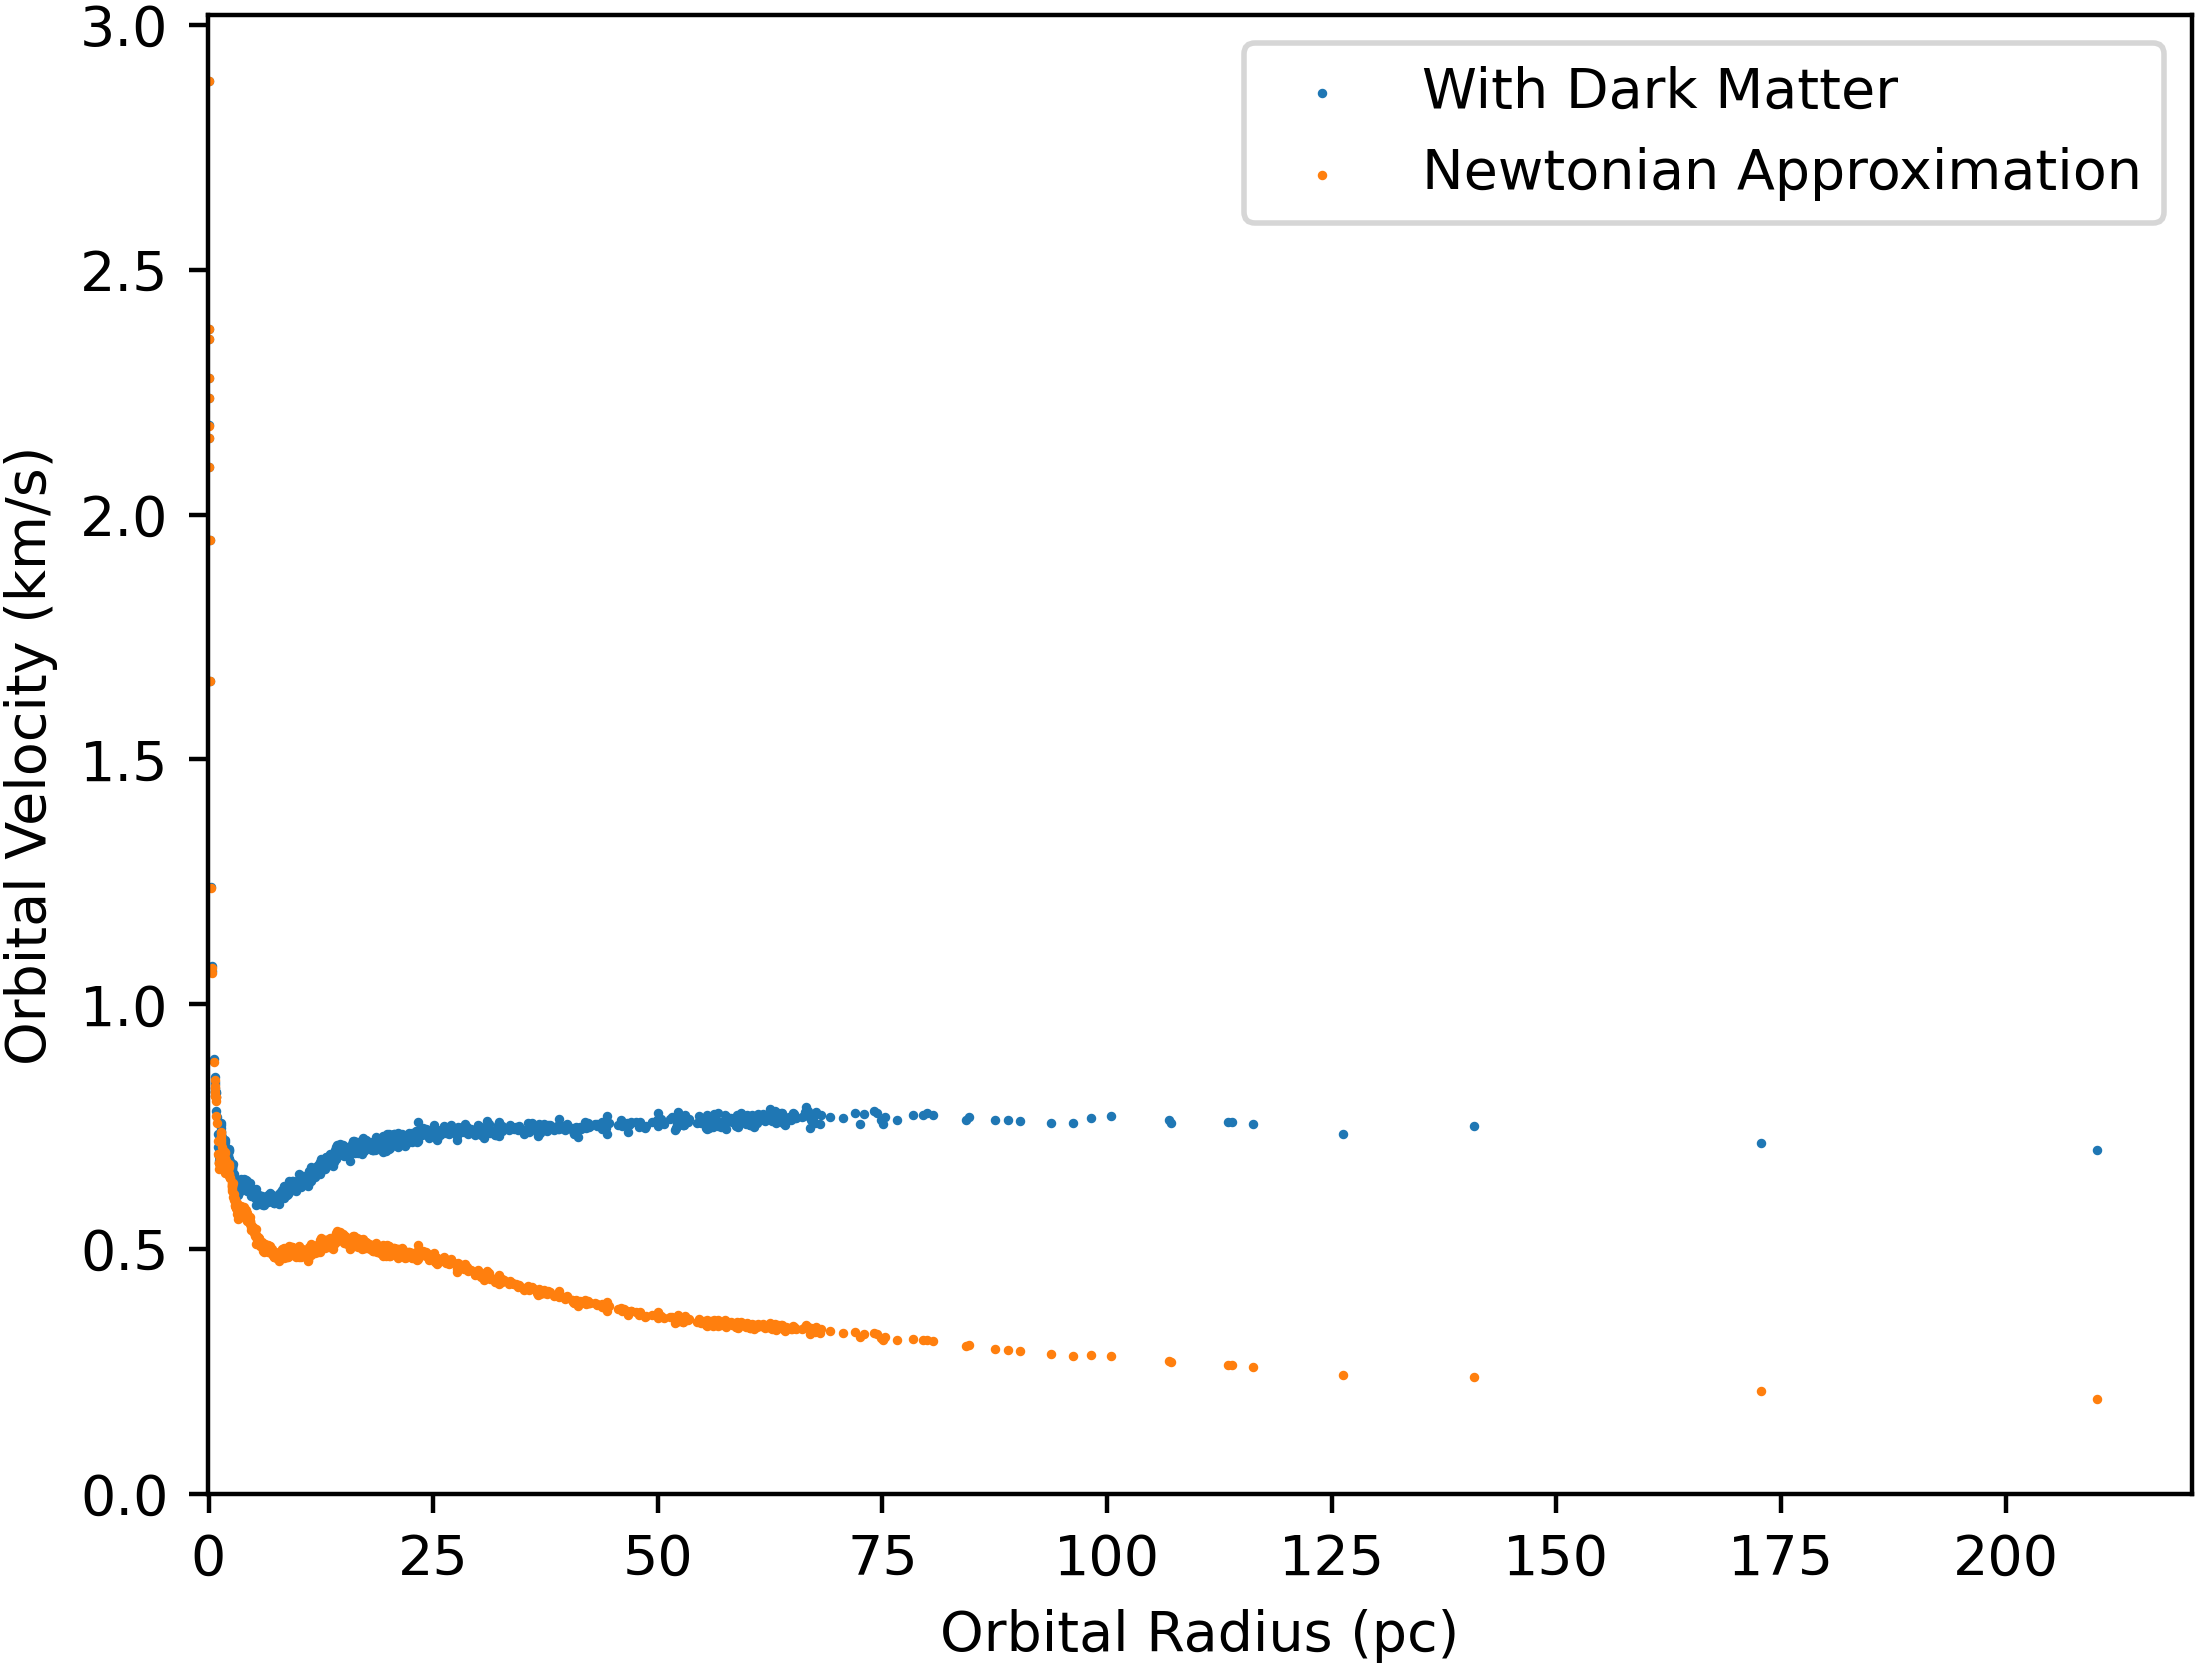 With Dark Matter
Newtonian Approximation
Orbital Velocity (km/s)
3.0
2.5
2.0
1.5
1.0
0.5
0.0
0 25 50 75 100 125 150 175 200
Orbital Radius (pc)